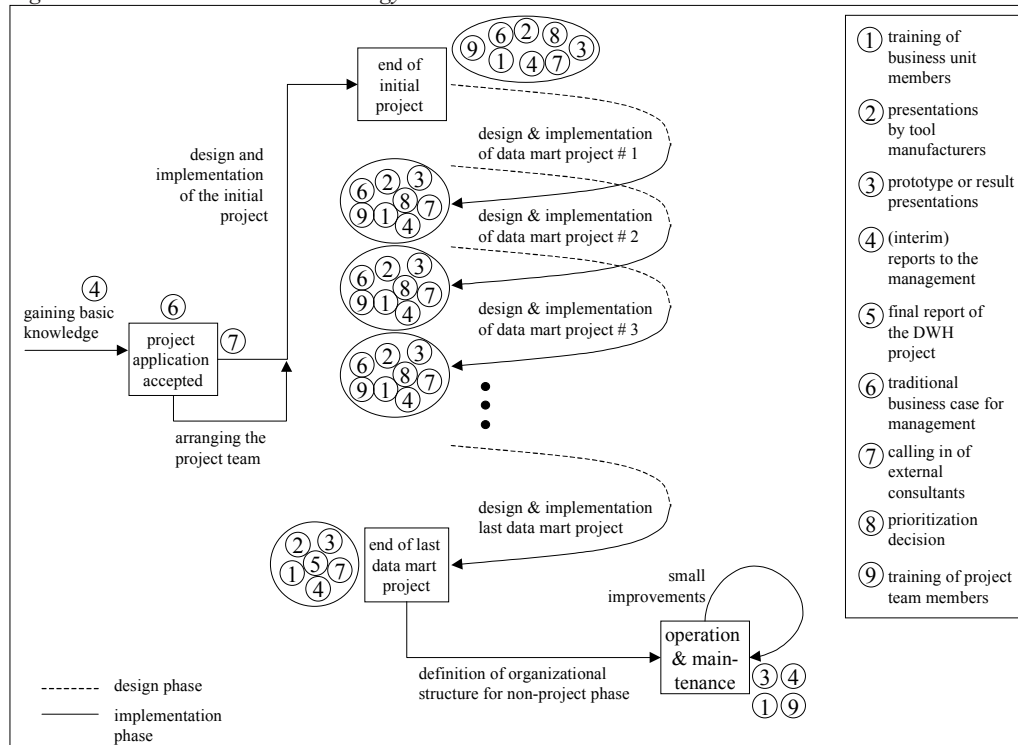 9 6 2 8 3
1 4 7
end of
initial
project
design and
implementation
of the initial
project
design & implementation
of data mart project # 1
6 2 3
8 7
9 1 4
design & implementation
of data mart project # 2
6 2 3
8 7
9 1 4
design & implementation
of data mart project # 3
6 2 3
8 7
9 1 4
4
gaining basic
knowledge
6
project
application
accepted
7
arranging the
project team
design & implementation
last data mart project
2 3
1 5 7
4
end of last
data mart
project
small
improvements
operation
& main-
tenance
3 4
1 9
definition of organizational
structure for non-project phase
design phase
implementation
phase
1 training of
business unit
members
2 presentations
by tool
manufacturers
3 prototype or result
presentations
4 (interim)
reports to the
management
5 final report of
the DWH
project
6 traditional
business case for
management
7 calling in of
external
consultants
8 prioritization
decision
9 training of project
team members